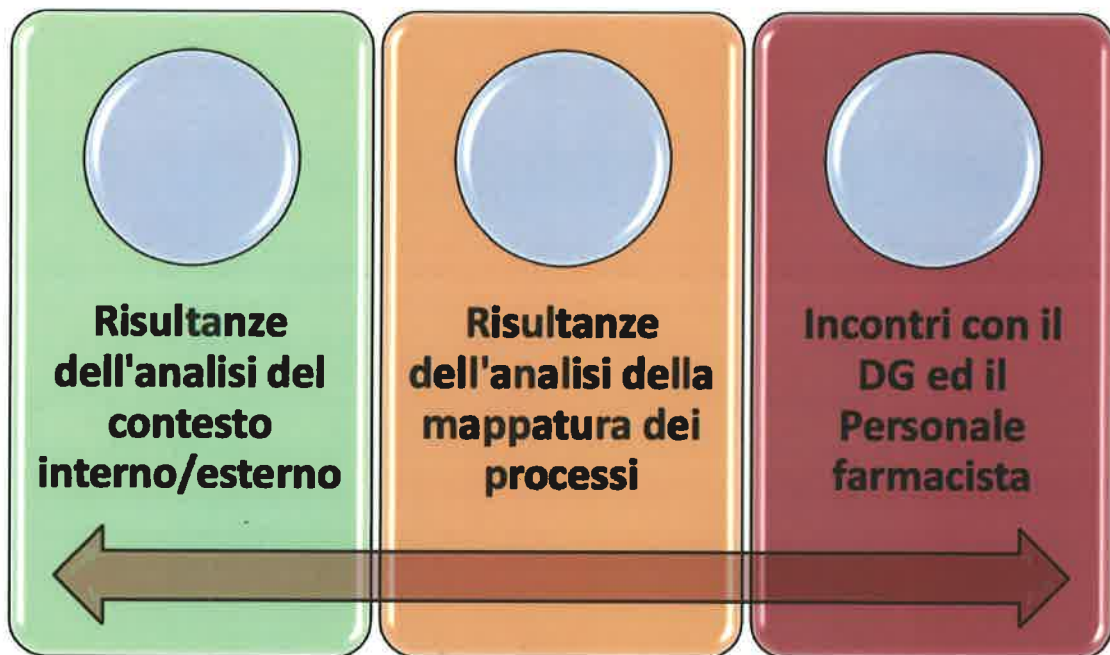 Risultanze
dell'analisi del
contesto
interno/esterno
Risultanze
dell'analisi della
mappatura dei
processi
Incontri con il
DG ed il
Personale
farmacista